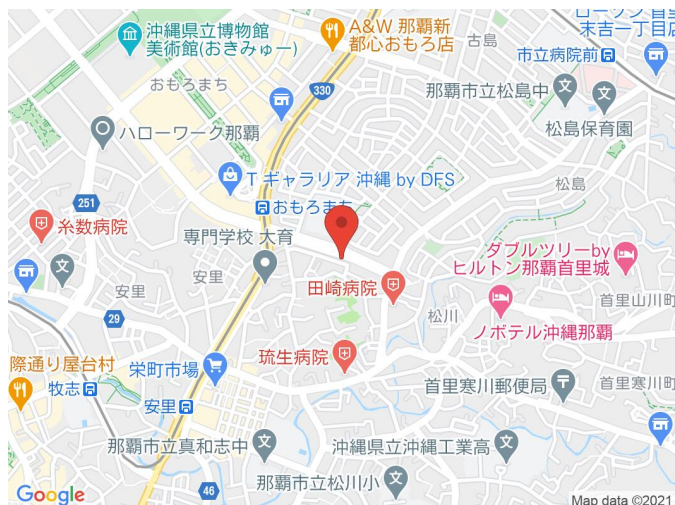 沖縄県立博物館
美術館(おきみゅー)
A&W 那覇新
都心おもろ店
古島
市立病院前
末吉一丁目店
おもろまち
330
那覇市立松島中
松島保育園
ハローワーク那覇
T ギャラリア 沖縄 by DFS
松島
251
おもろまち
糸数病院
専門学校 大育
安里
安里
田崎病院
ダブルツリーby
ヒルトン那覇首里城
首里山川町
29
松川
ノボテル沖縄那覇
際通り屋台村
栄町市場
琉生病院
牧志
首里寒川郵便局
首里寒川町
安里
那覇市立真和志中
沖縄県立沖縄工業高
46
那覇市立松川小
Google
Map data ©2021